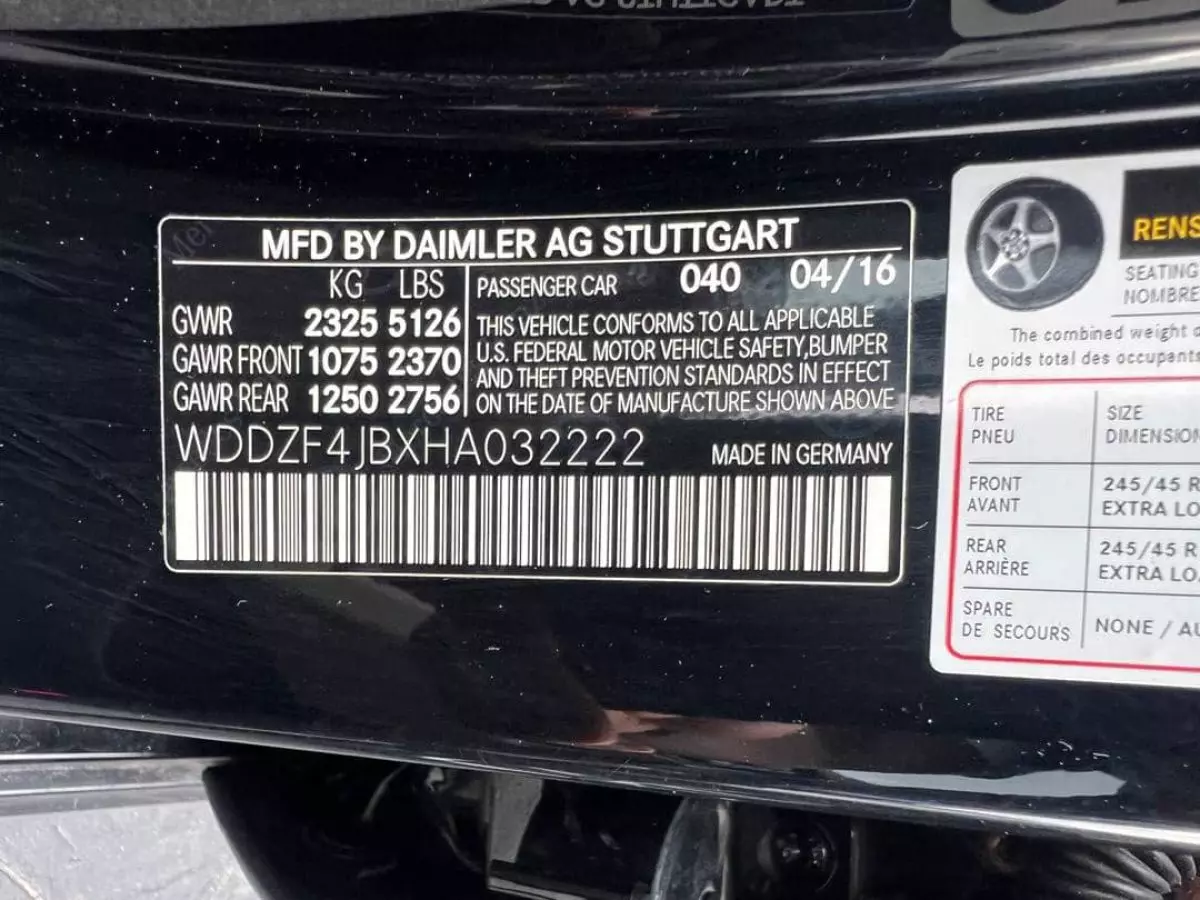 MFD BY DAIMLER AG STUTTGART
KG LBS
GVWR 2325 5126
GAWR FRONT 1075 2370
GAWR REAR 1250 2756
PASSENGER CAR 040 04/16
THIS VEHICLE CONFORMS TO ALL APPLICABLE
U.S. FEDERAL MOTOR VEHICLE SAFETY,BUMPER
AND THEFT PREVENTION STANDARDS IN EFFECT
ON THE DATE OF MANUFACTURE SHOWN ABOVE
WDDZF4JBXHA032222 MADE IN GERMANY
SEATING
NOMBRE
The combined weight
Le poids total des occupants
TIRE SIZE
PNEU DIMENSION
FRONT 245/45 R
AVANT EXTRA
REAR 245/45 R
ARRIÈRE EXTRA
SPARE NONE /
DE SECOURS